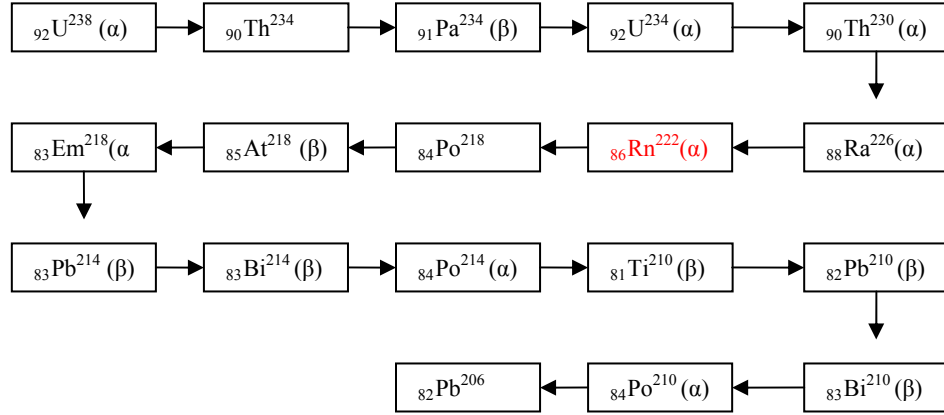 ₉₂U²³⁸ (α) ₉₀Th²³⁴ ₉₁Pa²³⁴ (β) ₉₂U²³⁴ (α) ₉₀Th²³⁰ (α)
₈₃Em²¹⁸(α ₈₅At²¹⁸ (β) ₈₄Po²¹⁸ ₈₆Rn²²²(α) ₈₈Ra²²⁶(α)
₈₃Pb²¹⁴ (β) ₈₃Bi²¹⁴ (β) ₈₄Po²¹⁴ (α) ₈₁Ti²¹⁰ (β) ₈₂Pb²¹⁰ (β)
₈₂Pb²⁰⁶ ₈₄Po²¹⁰ (α) ₈₃Bi²¹⁰ (β)